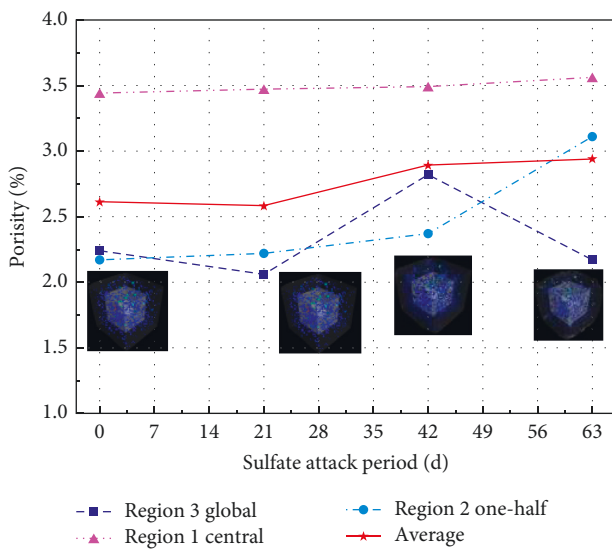 4.0
3.5
3.0
2.5
2.0
1.5
1.0
Porisity (%)
0 7 14 21 28 35 42 49 56 63
Sulfate attack period (d)
Region 3 global
Region 2 one-half
Region 1 central
Average